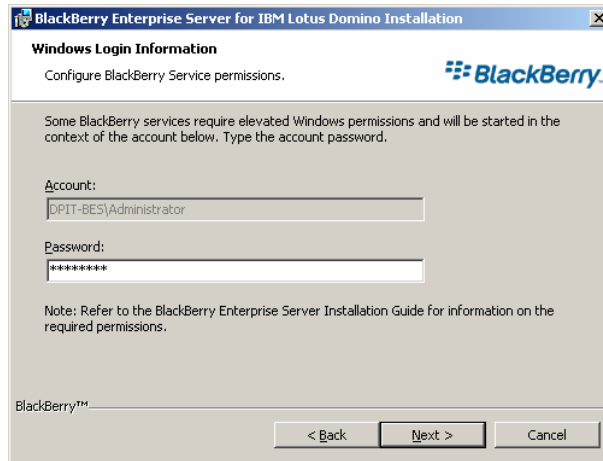 BlackBerry Enterprise Server for IBM Lotus Domino Installation
Windows Login Information
Configure BlackBerry Service permissions.
BlackBerry.
Some BlackBerry services require elevated Windows permissions and will be started in the
context of the account below. Type the account password.
Account:
DPIT-BES\Administrator
Password:
********
Note: Refer to the BlackBerry Enterprise Server Installation Guide for information on the
required permissions.
BlackBerry™
< Back Next > Cancel